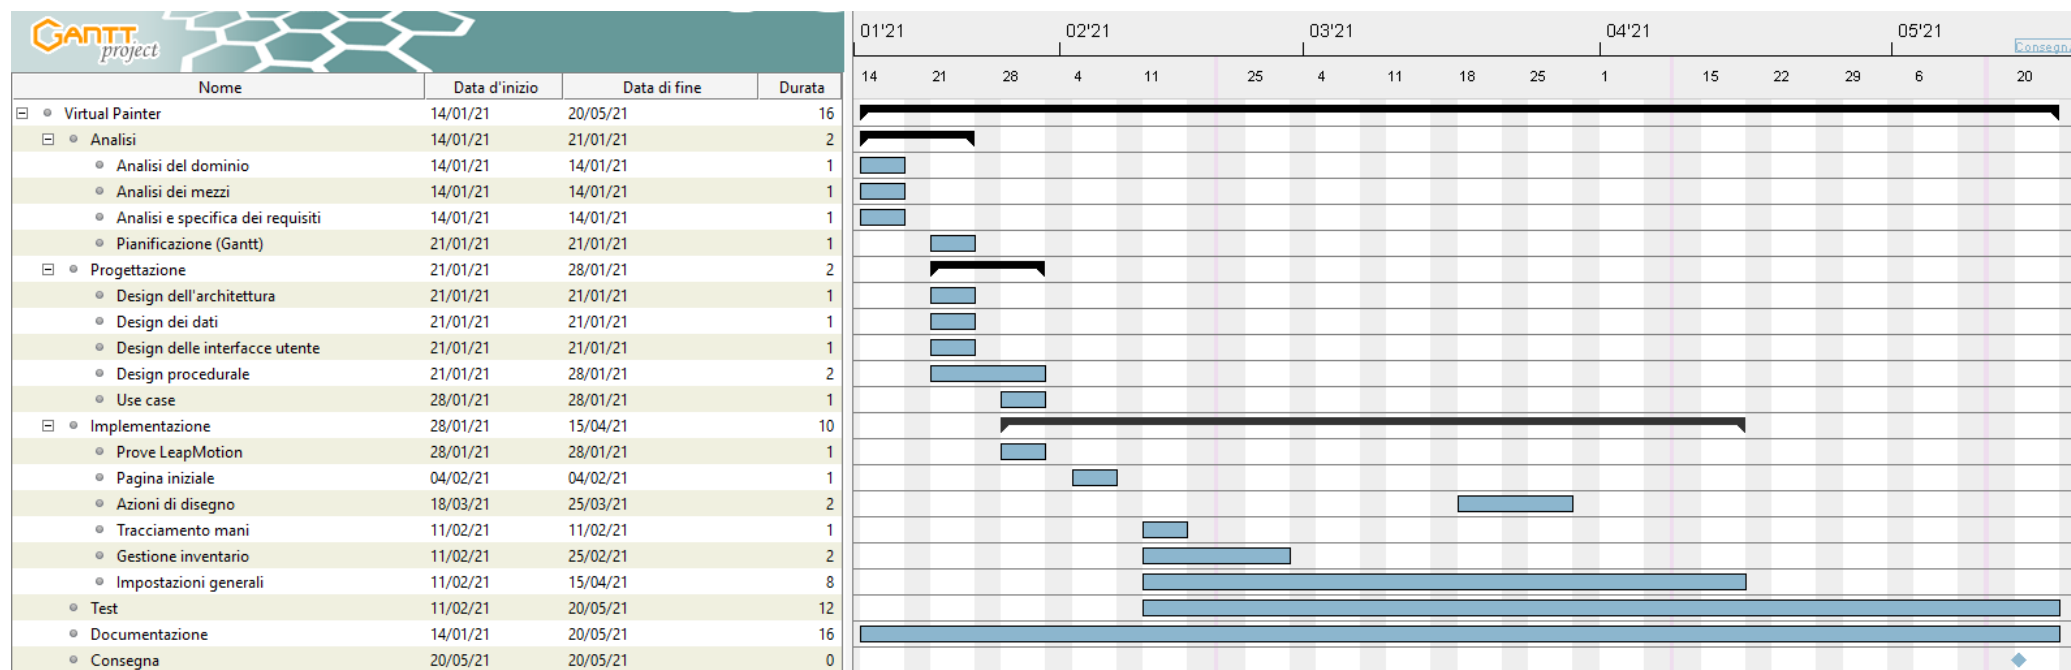 GANTT
project
01'21 02'21 03'21 04'21 05'21
Consegn
Nome Data d'inizio Data di fine Durata
14 21 28 4 11 25 4 11 18 25 1 15 22 29 6 20
Virtual Painter 14/01/21 20/05/21 16
Analisi 14/01/21 21/01/21 2
Analisi del dominio 14/01/21 14/01/21 1
Analisi dei mezzi 14/01/21 14/01/21 1
Analisi e specifica dei requisiti 14/01/21 14/01/21 1
Pianificazione (Gantt) 21/01/21 21/01/21 1
Progettazione 21/01/21 28/01/21 2
Design dell'architettura 21/01/21 21/01/21 1
Design dei dati 21/01/21 21/01/21 1
Design delle interfacce utente 21/01/21 21/01/21 1
Design procedurale 21/01/21 28/01/21 2
Use case 28/01/21 28/01/21 1
Implementazione 28/01/21 15/04/21 10
Prove LeapMotion 28/01/21 28/01/21 1
Pagina iniziale 04/02/21 04/02/21 1
Azioni di disegno 18/03/21 25/03/21 2
Tracciamento mani 11/02/21 11/02/21 1
Gestione inventario 11/02/21 25/02/21 2
Impostazioni generali 11/02/21 15/04/21 8
Test 11/02/21 20/05/21 12
Documentazione 14/01/21 20/05/21 16
Consegna 20/05/21 20/05/21 0